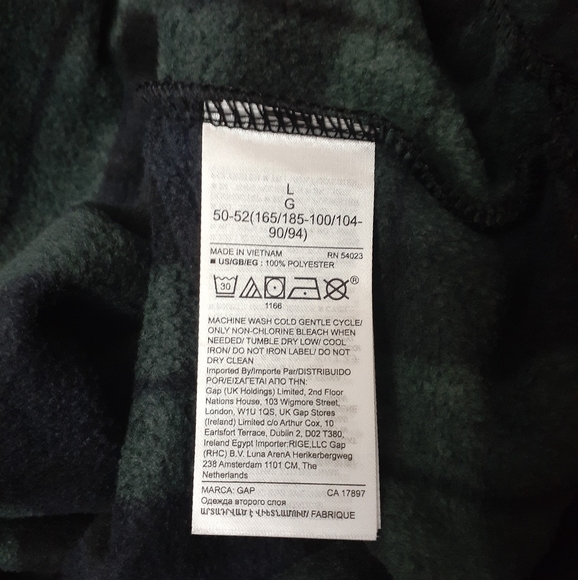 L
G
50-52(165/185-100/104-
90/94)
MADE IN VIETNAM RN 54023
■ US/GB/EG : 100% POLYESTER
30 ®
1166
MACHINE WASH COLD GENTLE CYCLE/
ONLY NON-CHLORINE BLEACH WHEN
NEEDED/ TUMBLE DRY LOW/ COOL
IRON/ DO NOT IRON LABEL/ DO NOT
DRY CLEAN
Imported By/Importe Par/DISTRIBUIDO
POR/ΕΙΣΑΓΕΤΑΙ ΑΠΟ ΤΗΝ:
Gap (UK Holdings) Limited, 2nd Floor
Nations House, 103 Wigmore Street,
London, W1U 1QS, UK Gap Stores
(Ireland) Limited c/o Arthur Cox, 10
Earlsfort Terrace, Dublin 2, D02 T380,
Ireland Egypt Importer:RIGE,LLC Gap
(RHC) B.V. Luna ArenA Herikerbergweg
238 Amsterdam 1101 CM, The
Netherlands
MARCA: GAP CA 17897
Одежда второго слоя
ԱՐՏԱԴՐՎԱԾ Է ՎԻԵՏՆԱՄՈՒՄ/ FABRIQUE